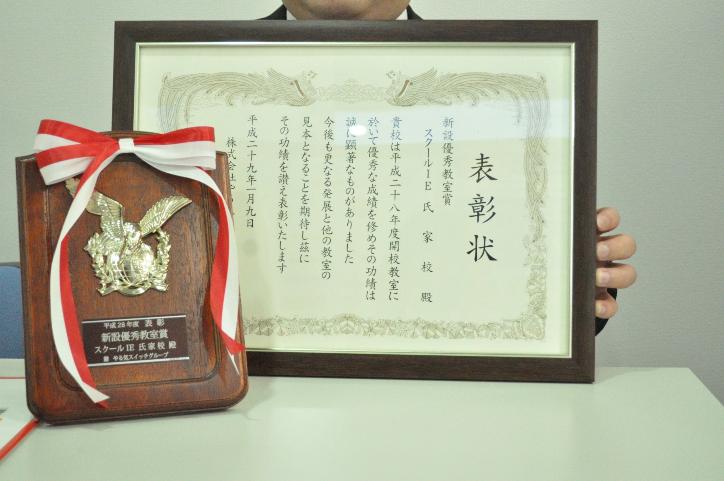 表彰状
新設優秀教室賞
スクールIE 氏家校 殿
貴校は平成二十八年度開校教室に
於いて優秀な成績を修めその功績は
誠に顕著なものがありました
今後も更なる発展と他の教室の
見本となることを期待し茲に
その功績を讃え表彰いたします
平成二十九年一月九日
株式会社や
平成28年度 表彰
新設優秀教室賞
スクールIE 氏家校 殿
やる気スイッチグループ